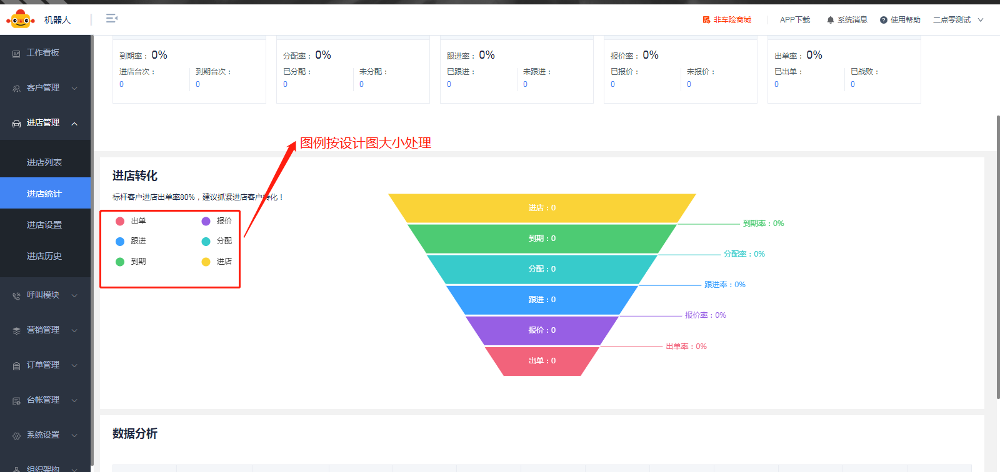 机器人
非车险商城
APP下载
系统消息
使用帮助
二点零测试
工作看板
客户管理
进店管理
进店列表
进店统计
进店设置
进店历史
呼叫模块
营销管理
订单管理
台帐管理
系统设置
组织架构
到期率： 0%
进店台次：
0
到期台次：
0
分配率： 0%
已分配：
0
未分配：
0
跟进率： 0%
已跟进：
0
未跟进：
0
报价率： 0%
已报价：
0
未报价：
0
出单率： 0%
已出单：
0
已战败：
0
图例按设计图大小处理
进店转化
标杆客户进店出单率80%，建议抓紧进店客户转化！
出单
报价
跟进
分配
到期
进店
进店：0
到期率：0%
到期：0
分配率：0%
分配：0
跟进率：0%
跟进：0
报价率：0%
报价：0
出单率：0%
出单：0
数据分析